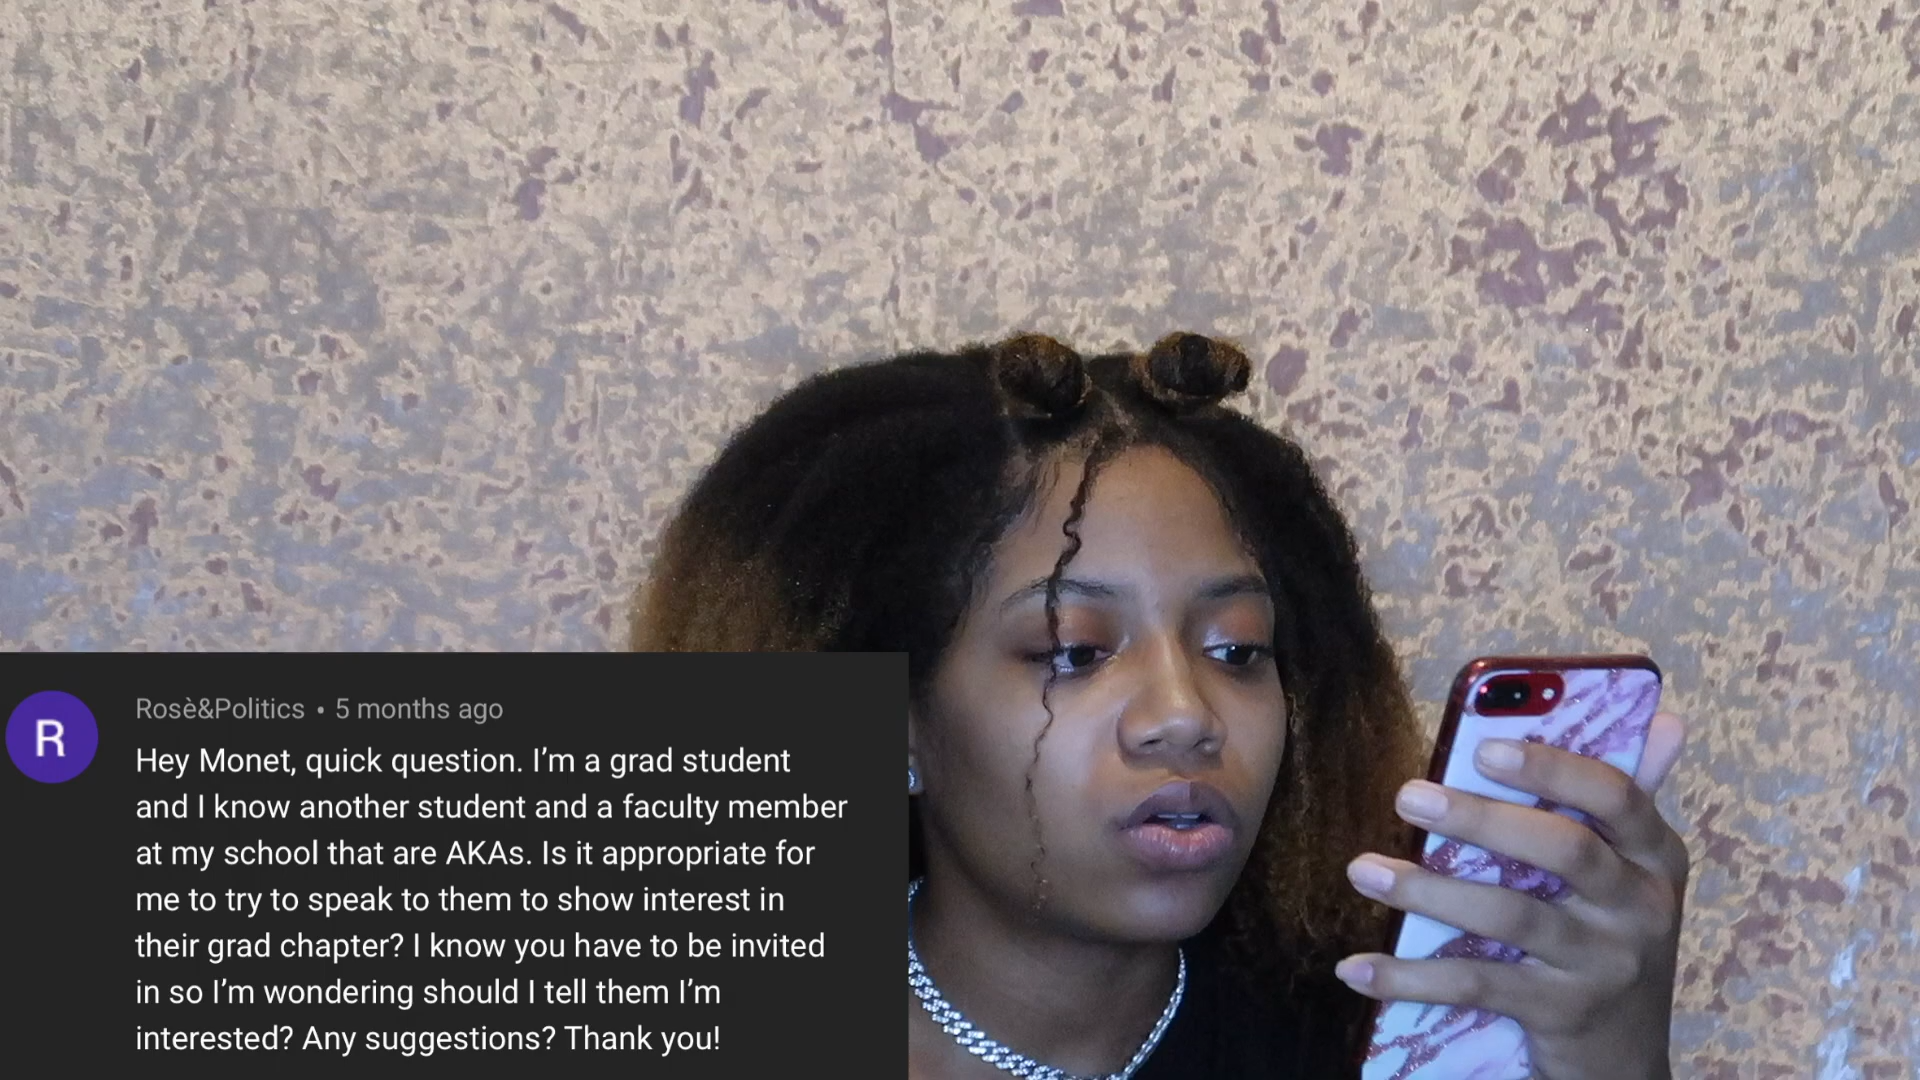 R
Rosè&Politics • 5 months ago
Hey Monet, quick question. I’m a grad student
and I know another student and a faculty member
at my school that are AKAs. Is it appropriate for
me to try to speak to them to show interest in
their grad chapter? I know you have to be invited
in so I’m wondering should I tell them I’m
interested? Any suggestions? Thank you!